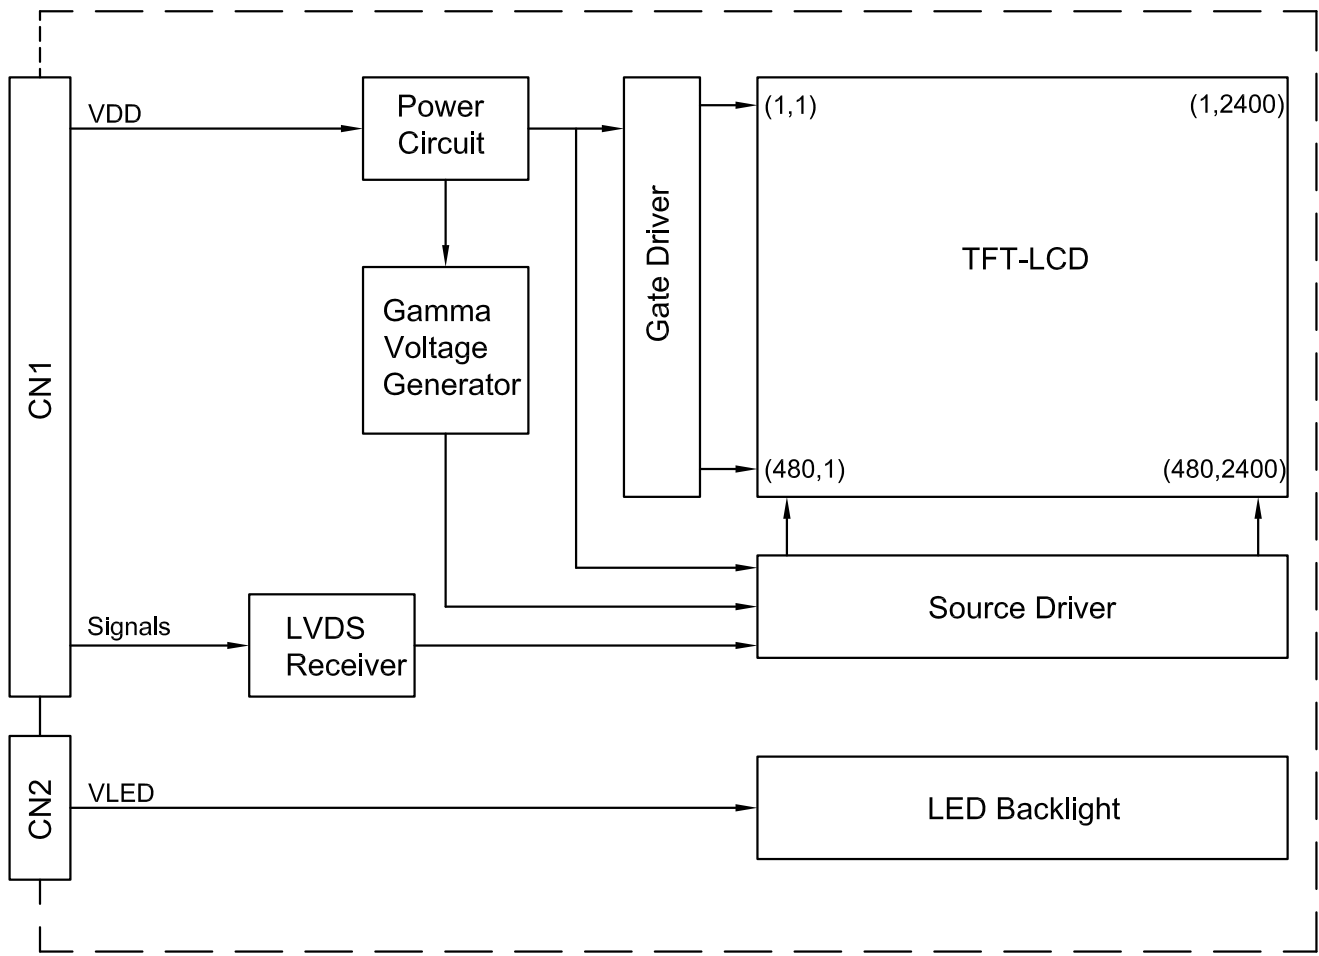 VDD
Power
Circuit
(1,1)
(1,2400)
Gate Driver
TFT-LCD
Gamma
Voltage
Generator
CN1
(480,1)
(480,2400)
Signals
LVDS
Receiver
Source Driver
CN2
VLED
LED Backlight